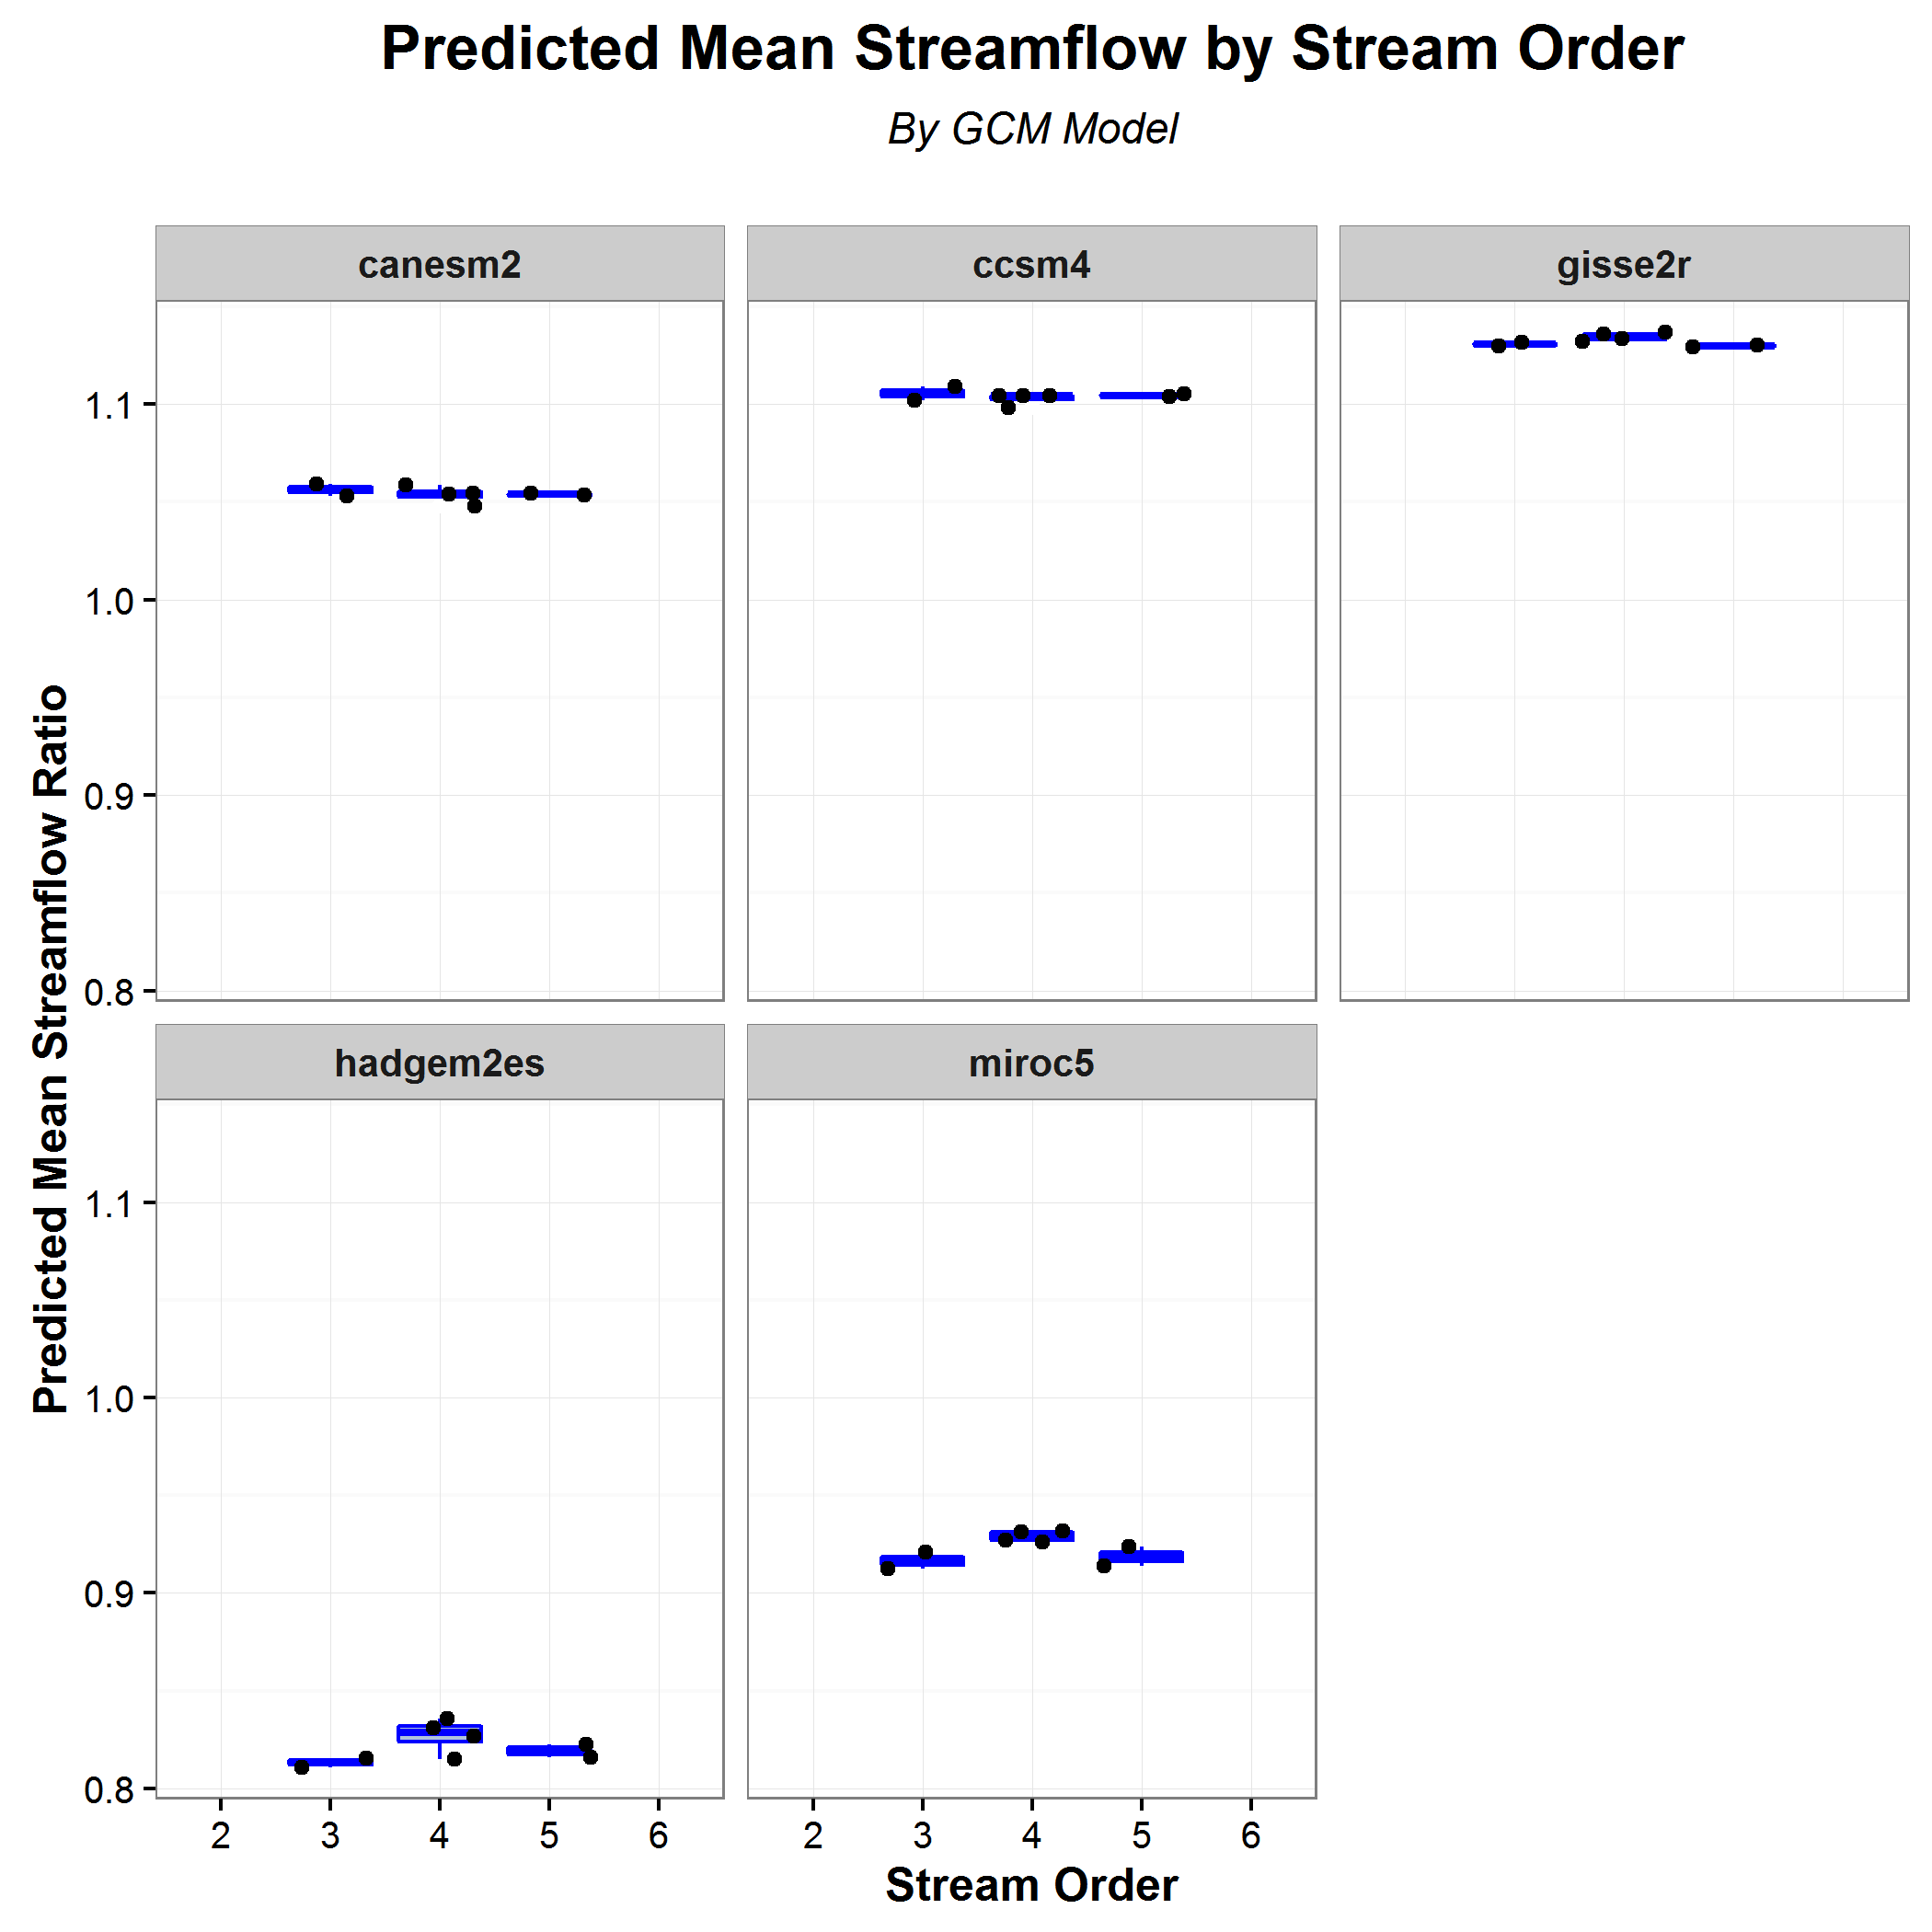 Predicted Mean Streamflow by Stream Order
By GCM Model
canesm2
ccsm4
gisse2r
1.1
1.0
0.9
0.8
Predicted Mean Streamflow Ratio
hadgem2es
miroc5
1.1
1.0
0.9
0.8
2 3 4 5 6
2 3 4 5 6
Stream Order